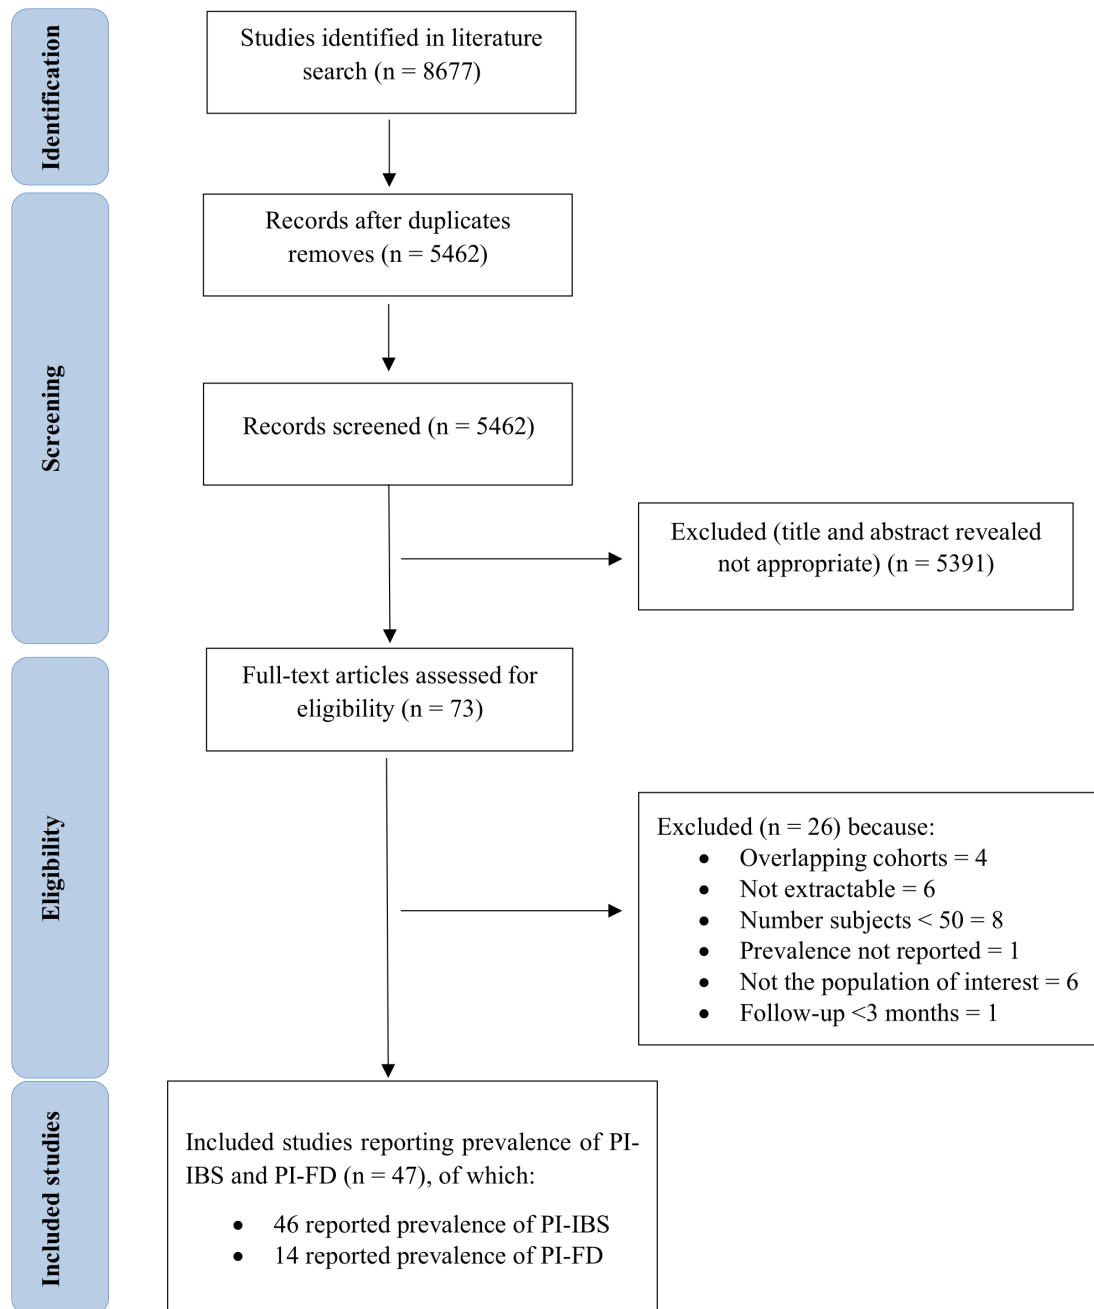 Identification
Studies identified in literature
search (n = 8677)
Screening
Records after duplicates
removes (n = 5462)
Records screened (n = 5462)
Excluded (title and abstract revealed
not appropriate) (n = 5391)
Eligibility
Full-text articles assessed for
eligibility (n = 73)
Excluded (n = 26) because:
• Overlapping cohorts = 4
• Not extractable = 6
• Number subjects < 50 = 8
• Prevalence not reported = 1
• Not the population of interest = 6
• Follow-up <3 months = 1
Included studies
Included studies reporting prevalence of PI-
IBS and PI-FD (n = 47), of which:
• 46 reported prevalence of PI-IBS
• 14 reported prevalence of PI-FD